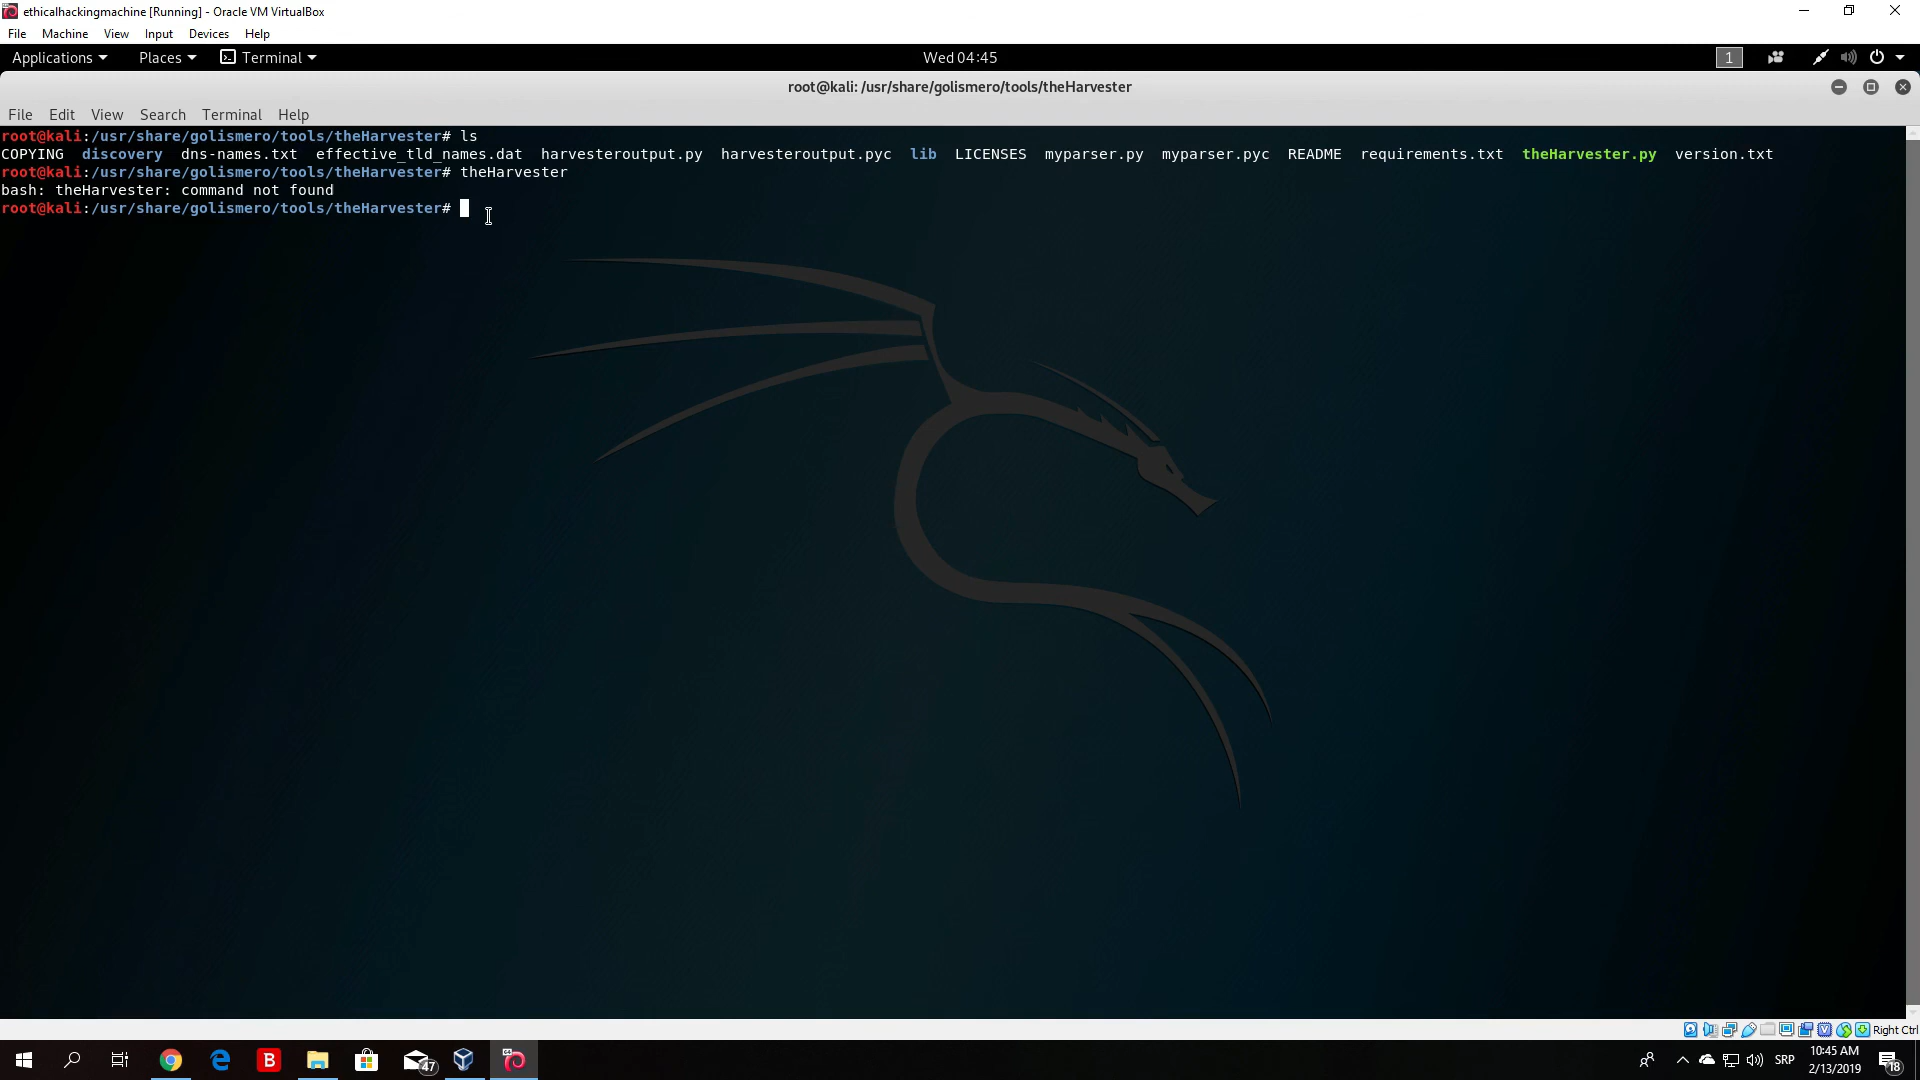 ethicalhackingmachine [Running] - Oracle VM VirtualBox
File Machine View Input Devices Help
Applications Places Terminal Wed 04:45 1
root@kali: /usr/share/golismero/tools/theHarvester
File Edit View Search Terminal Help
root@kali:/usr/share/golismero/tools/theHarvester# ls
COPYING discovery dns-names.txt effective_tld_names.dat harvesteroutput.py harvesteroutput.pyc lib LICENSES myparser.py myparser.pyc README requirements.txt theHarvester.py version.txt
root@kali:/usr/share/golismero/tools/theHarvester# theHarvester
bash: theHarvester: command not found
root@kali:/usr/share/golismero/tools/theHarvester#
Right Ctrl
B 47 SRP 10:45 AM
2/13/2019 18